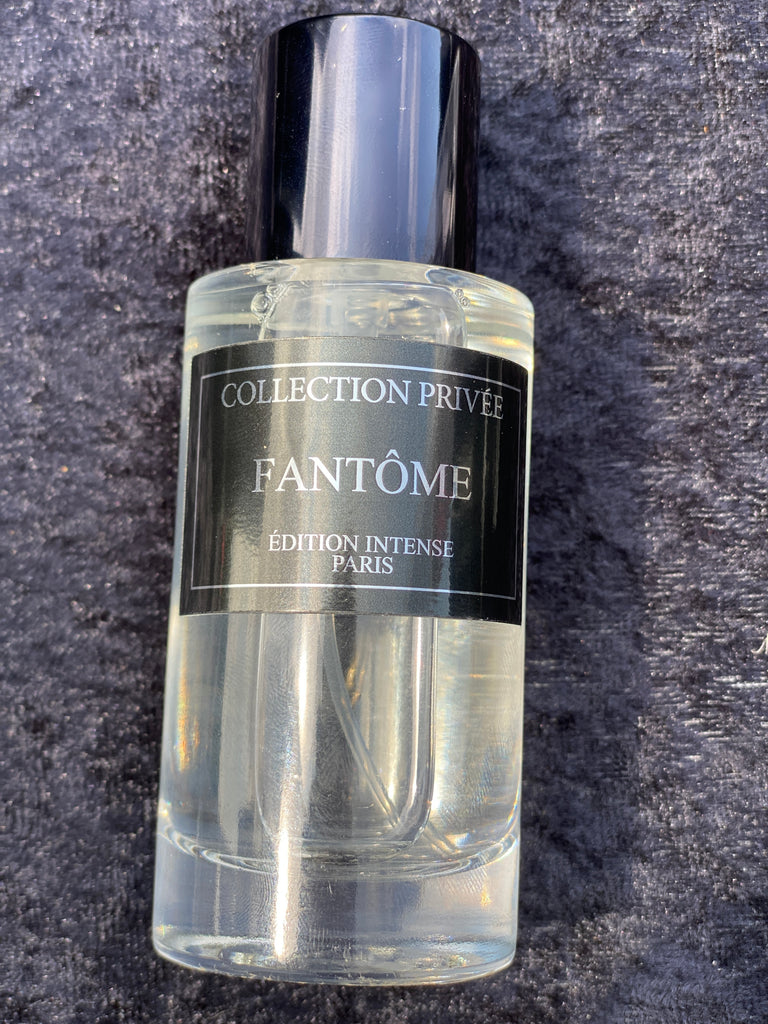 COLLECTION PRIVÉE
FANTÔME
ÉDITION INTENSE
PARIS